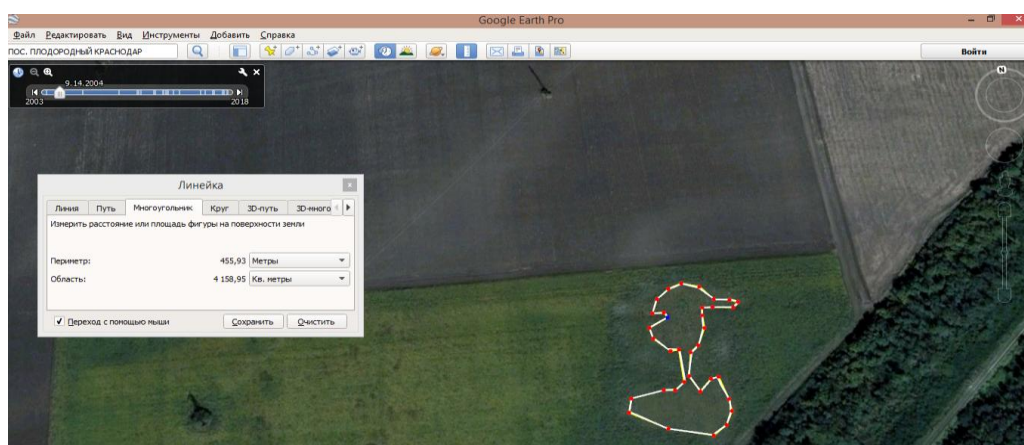 Google Earth Pro
Файл Редактировать Вид Инструменты Добавить Справка
ПОС. ПЛОДОРОДНЫЙ КРАСНОДАР
Войти
9.14.2004
2003 2018
N
Линейка
Линия Путь Многоугольник Круг 3D-путь 3D-много
Измерить расстояние или площадь фигуры на поверхности земли
Периметр: 455,93 Метры
Область: 4 158,95 Кв. метры
Переход с помощью мыши Сохранить Очистить